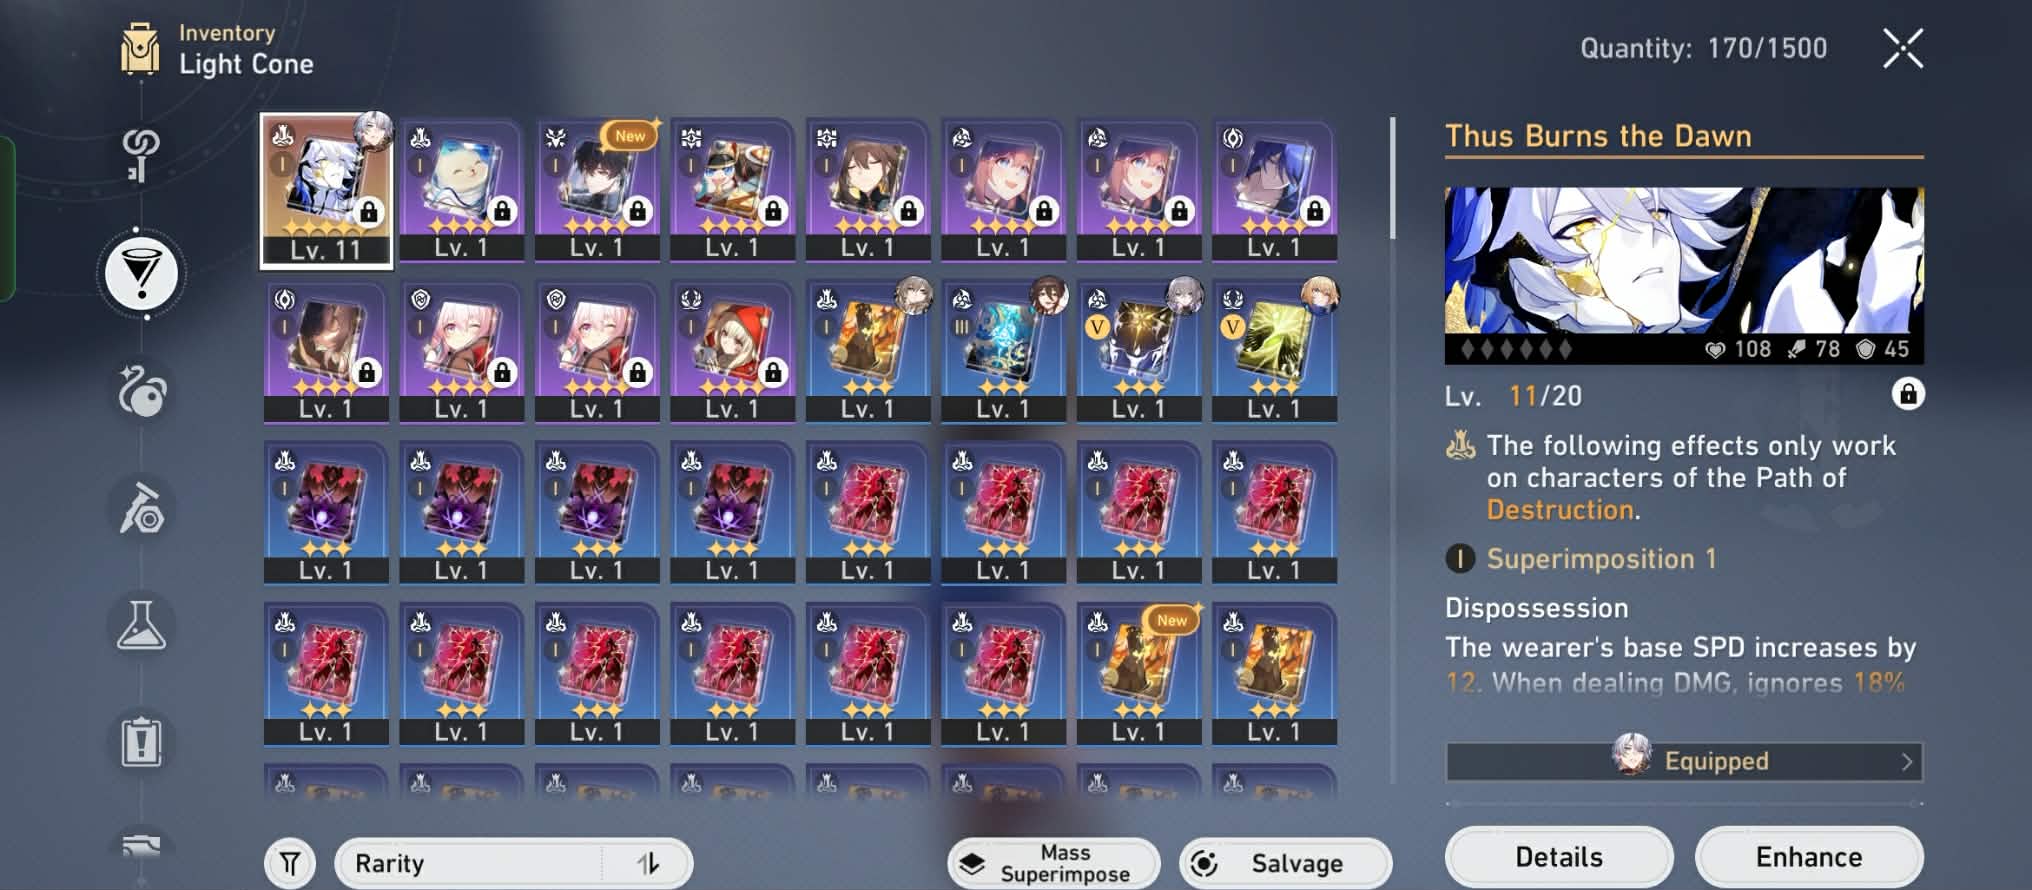 Inventory
Light Cone
Quantity: 170/1500
I
Lv. 11
I
Lv. 1
New
I
Lv. 1
I
Lv. 1
I
Lv. 1
I
Lv. 1
I
Lv. 1
I
Lv. 1
I
Lv. 1
I
Lv. 1
I
Lv. 1
I
Lv. 1
I
Lv. 1
III
Lv. 1
V
Lv. 1
V
Lv. 1
I
Lv. 1
I
Lv. 1
I
Lv. 1
I
Lv. 1
I
Lv. 1
I
Lv. 1
I
Lv. 1
I
Lv. 1
I
Lv. 1
I
Lv. 1
I
Lv. 1
I
Lv. 1
I
Lv. 1
I
Lv. 1
New
I
Lv. 1
I
Lv. 1
Rarity
Mass
Superimpose
Salvage
Thus Burns the Dawn
108 78 45
Lv. 11/20
The following effects only work
on characters of the Path of
Destruction.
I Superimposition 1
Dispossession
The wearer's base SPD increases by
12. When dealing DMG, ignores 18%
Equipped
Details
Enhance